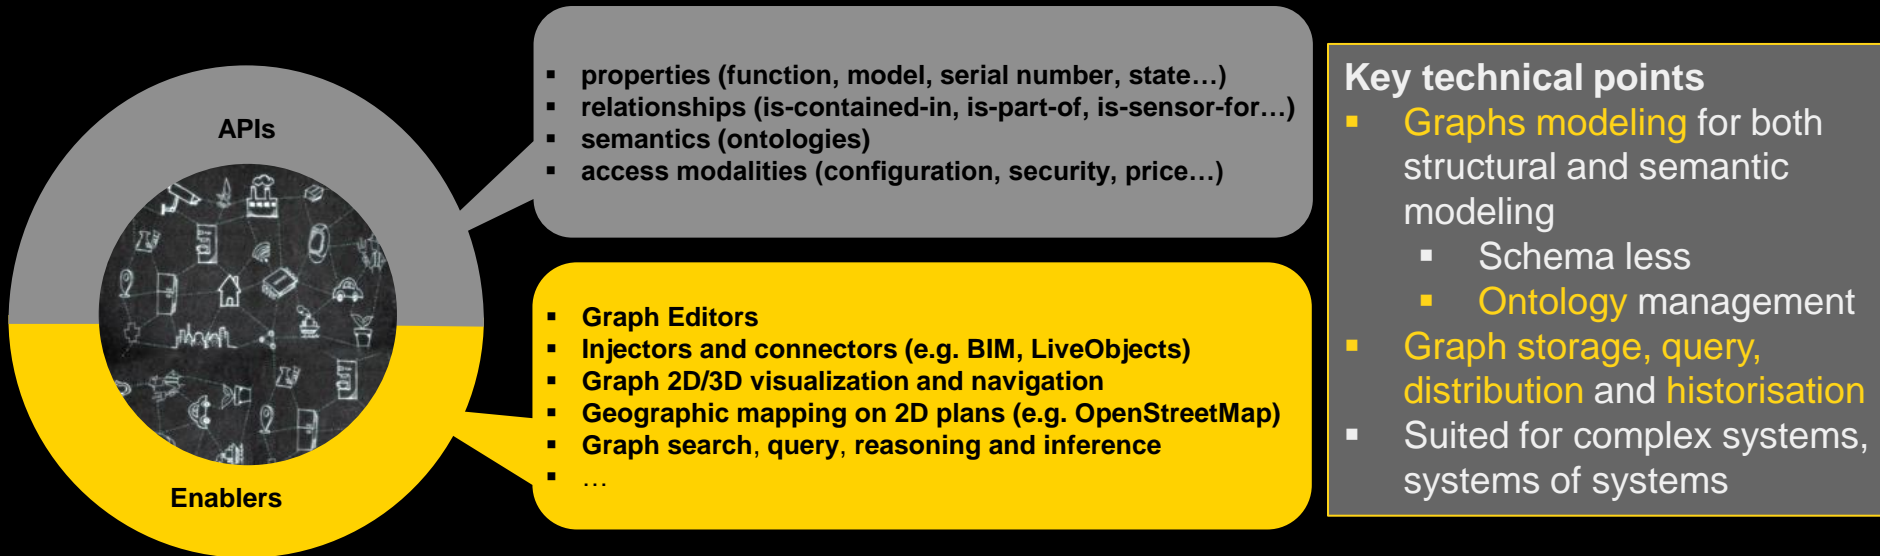 APIs
Enablers
▪ properties (function, model, serial number, state…)
▪ relationships (is-contained-in, is-part-of, is-sensor-for…)
▪ semantics (ontologies)
▪ access modalities (configuration, security, price…)
▪ Graph Editors
▪ Injectors and connectors (e.g. BIM, LiveObjects)
▪ Graph 2D/3D visualization and navigation
▪ Geographic mapping on 2D plans (e.g. OpenStreetMap)
▪ Graph search, query, reasoning and inference
▪ …
Key technical points
▪ Graphs modeling for both
structural and semantic
modeling
▪ Schema less
▪ Ontology management
▪ Graph storage, query,
distribution and historisation
▪ Suited for complex systems,
systems of systems